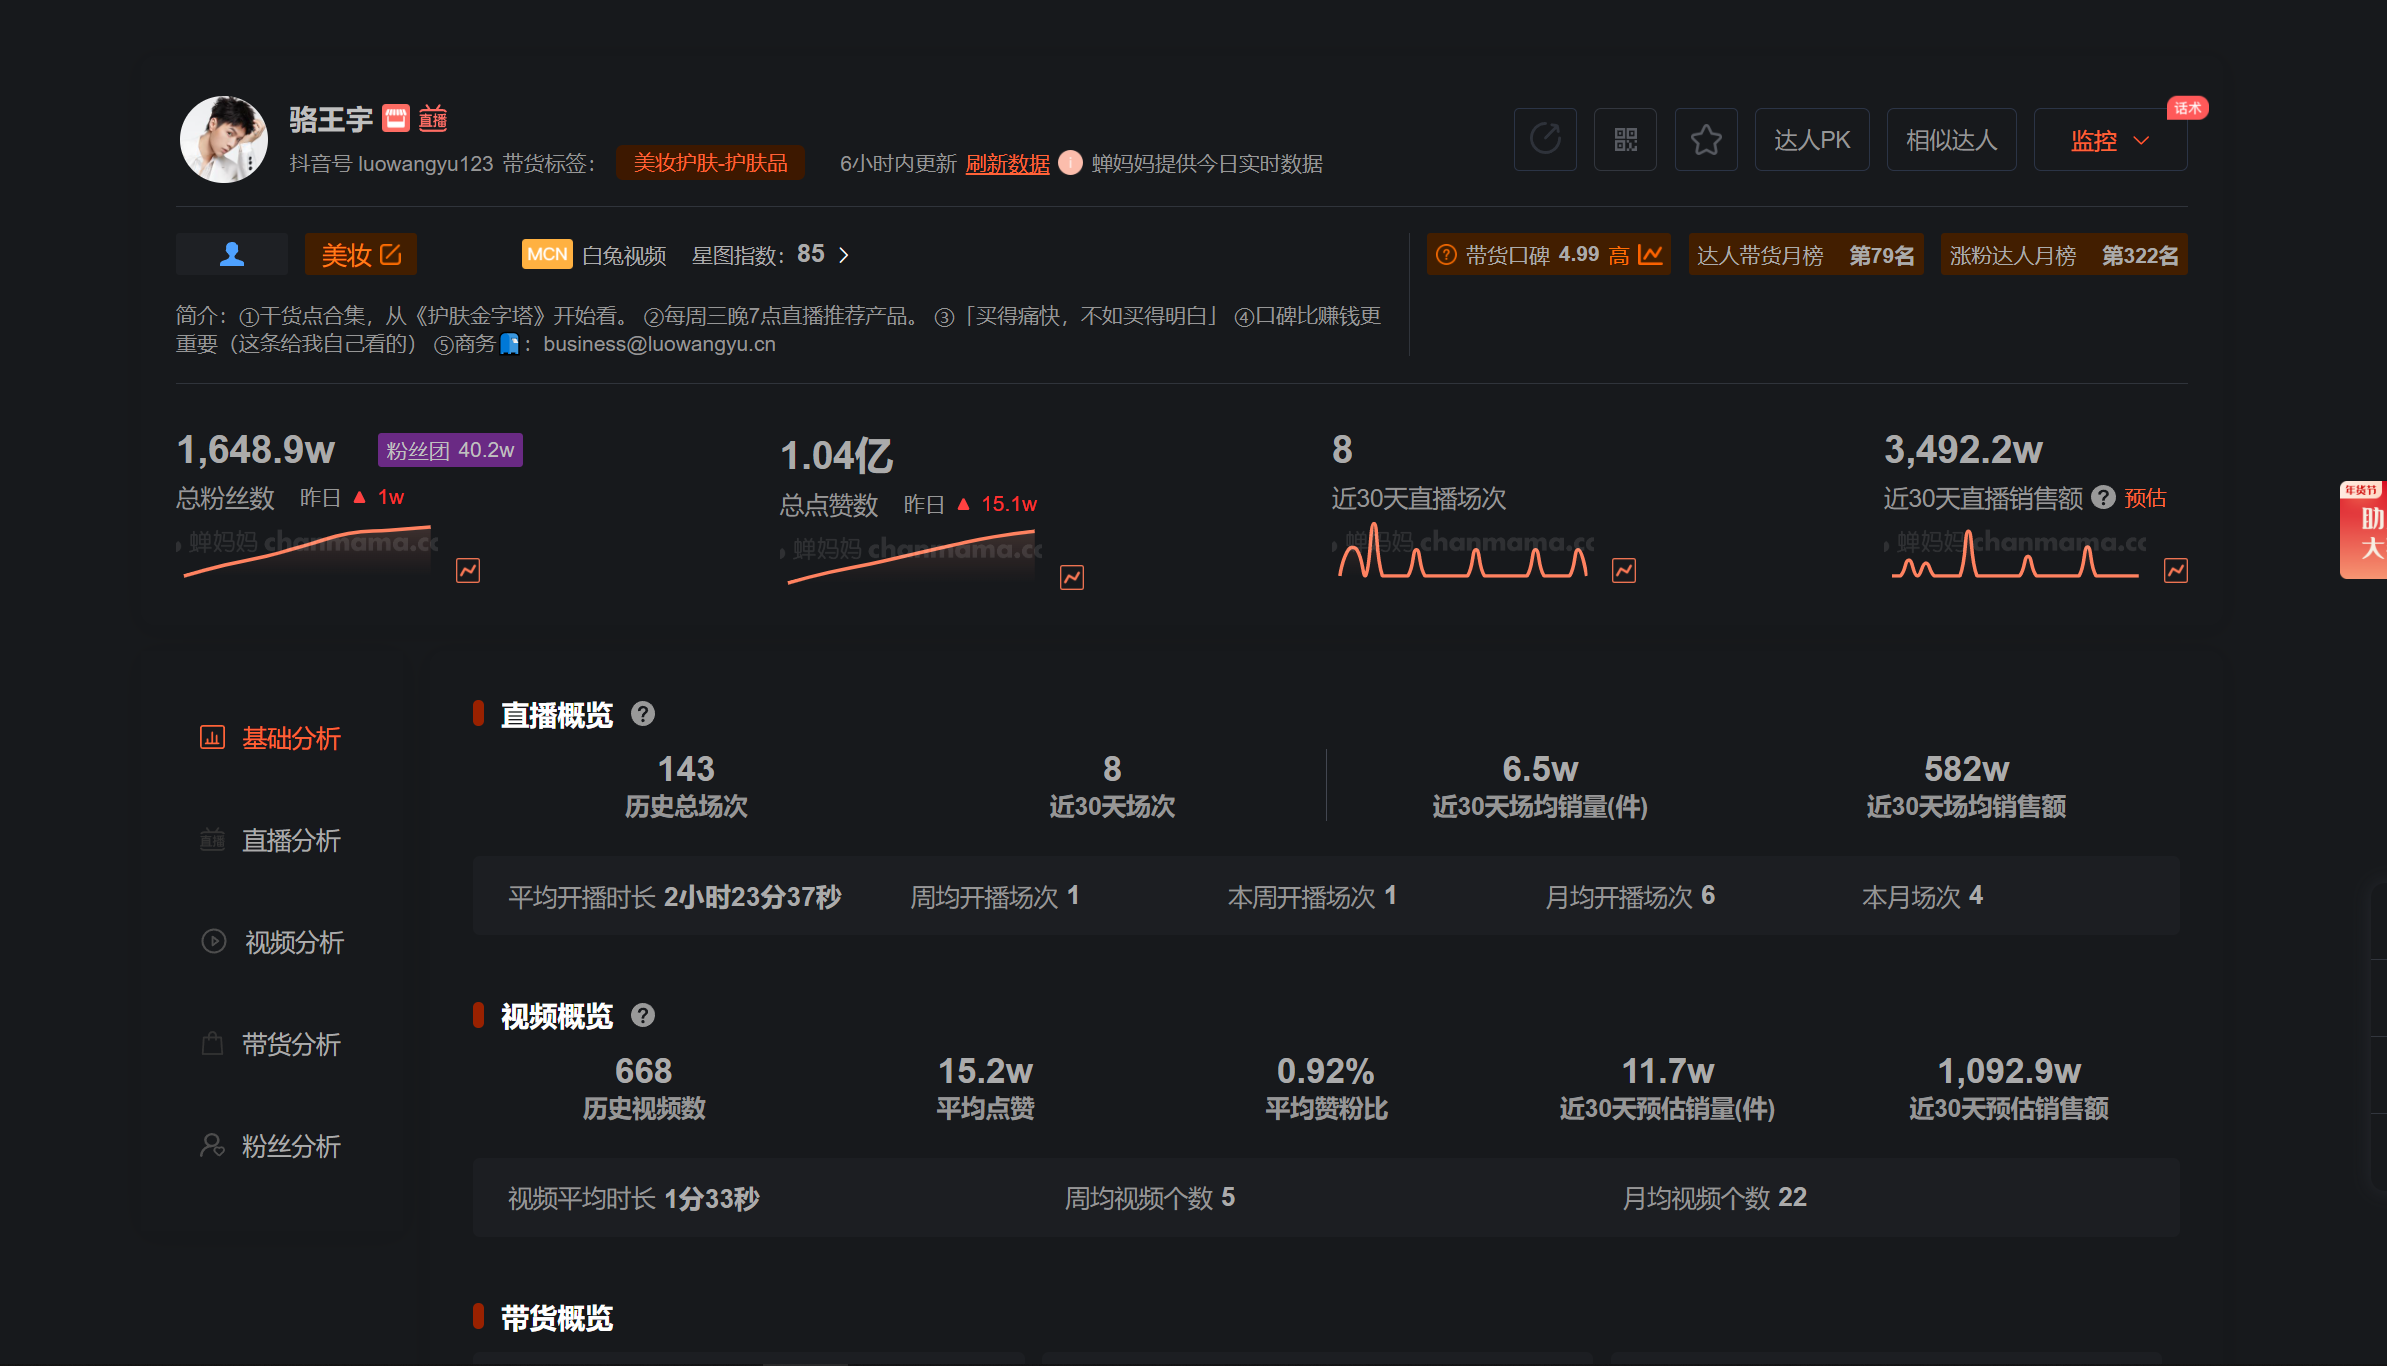 骆王宇 直播
话术
抖音号 luowangyu123 带货标签： 美妆护肤-护肤品 6小时内更新 刷新数据 蝉妈妈提供今日实时数据
达人PK 相似达人 监控
美妆 MCN 白兔视频 星图指数：85
带货口碑 4.99 高 达人带货月榜 第79名 涨粉达人月榜 第322名
简介：①干货点合集，从《护肤金字塔》开始看。 ②每周三晚7点直播推荐产品。 ③「买得痛快，不如买得明白」 ④口碑比赚钱更
重要（这条给我自己看的） ⑤商务：business@luowangyu.cn
1,648.9w 粉丝团 40.2w
总粉丝数 昨日 ▲ 1w
蝉妈妈 chanmama.cc
1.04亿
总点赞数 昨日 ▲ 15.1w
蝉妈妈 chanmama.cc
8
近30天直播场次
蝉妈妈 chanmama.cc
3,492.2w
近30天直播销售额 预估
蝉妈妈 chanmama.cc
年货节
助
大
基础分析
直播 直播分析
视频分析
带货分析
粉丝分析
直播概览
143 8 6.5w 582w
历史总场次 近30天场次 近30天场均销量(件) 近30天场均销售额
平均开播时长 2小时23分37秒 周均开播场次 1 本周开播场次 1 月均开播场次 6 本月场次 4
视频概览
668 15.2w 0.92% 11.7w 1,092.9w
历史视频数 平均点赞 平均赞粉比 近30天预估销量(件) 近30天预估销售额
视频平均时长 1分33秒 周均视频个数 5 月均视频个数 22
带货概览